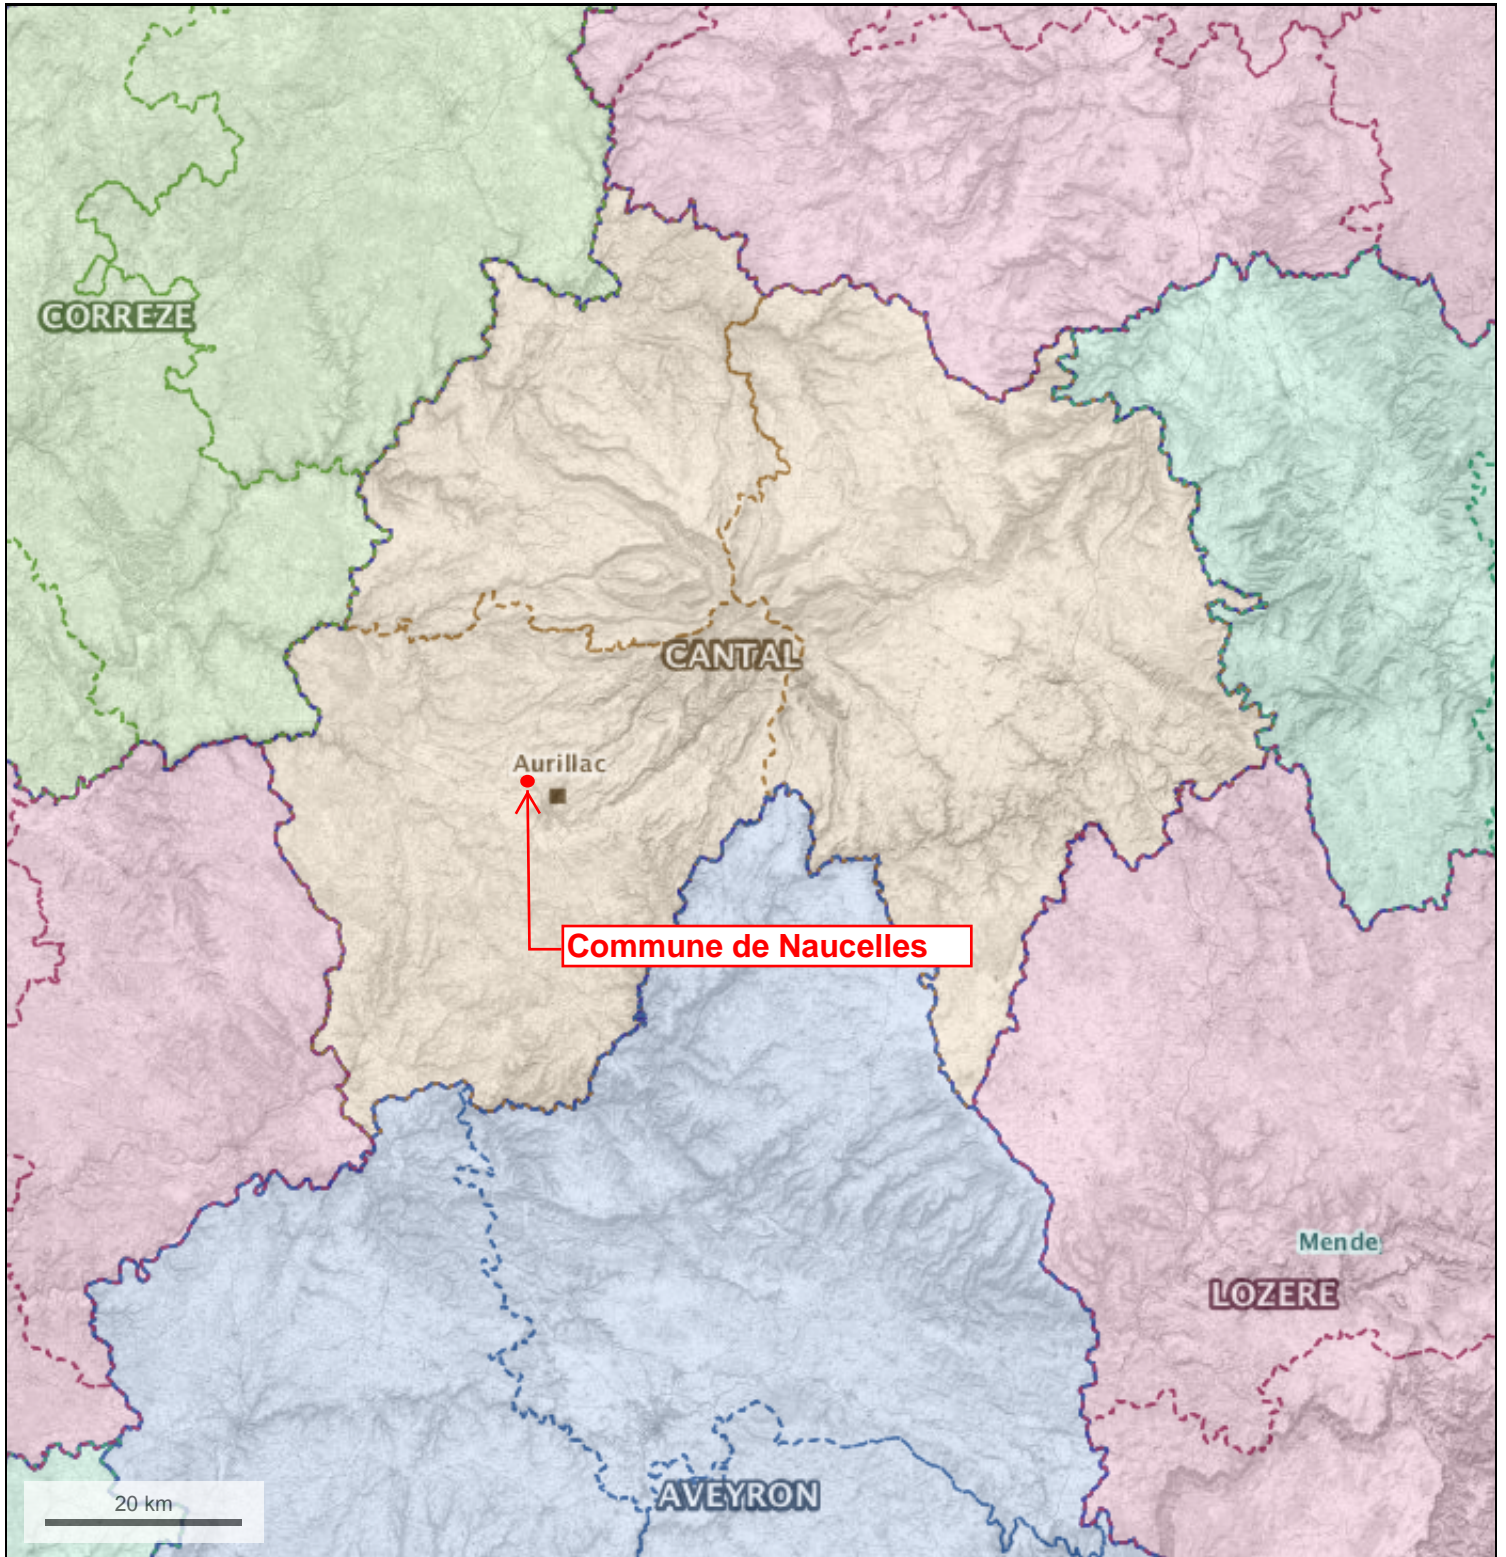 CORREZE
CANTAL
Aurillac
Commune de Naucelles
Mende
LOZERE
AVEYRON
20 km